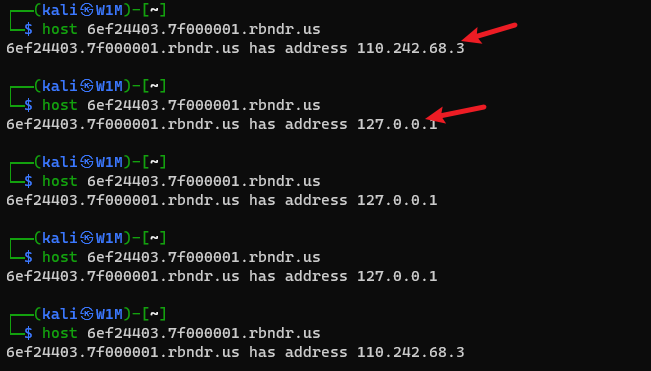 ┌──(kali㉿W1M)-[~]
└─$ host 6ef24403.7f000001.rbndr.us
6ef24403.7f000001.rbndr.us has address 110.242.68.3
┌──(kali㉿W1M)-[~]
└─$ host 6ef24403.7f000001.rbndr.us
6ef24403.7f000001.rbndr.us has address 127.0.0.1
┌──(kali㉿W1M)-[~]
└─$ host 6ef24403.7f000001.rbndr.us
6ef24403.7f000001.rbndr.us has address 127.0.0.1
┌──(kali㉿W1M)-[~]
└─$ host 6ef24403.7f000001.rbndr.us
6ef24403.7f000001.rbndr.us has address 127.0.0.1
┌──(kali㉿W1M)-[~]
└─$ host 6ef24403.7f000001.rbndr.us
6ef24403.7f000001.rbndr.us has address 110.242.68.3